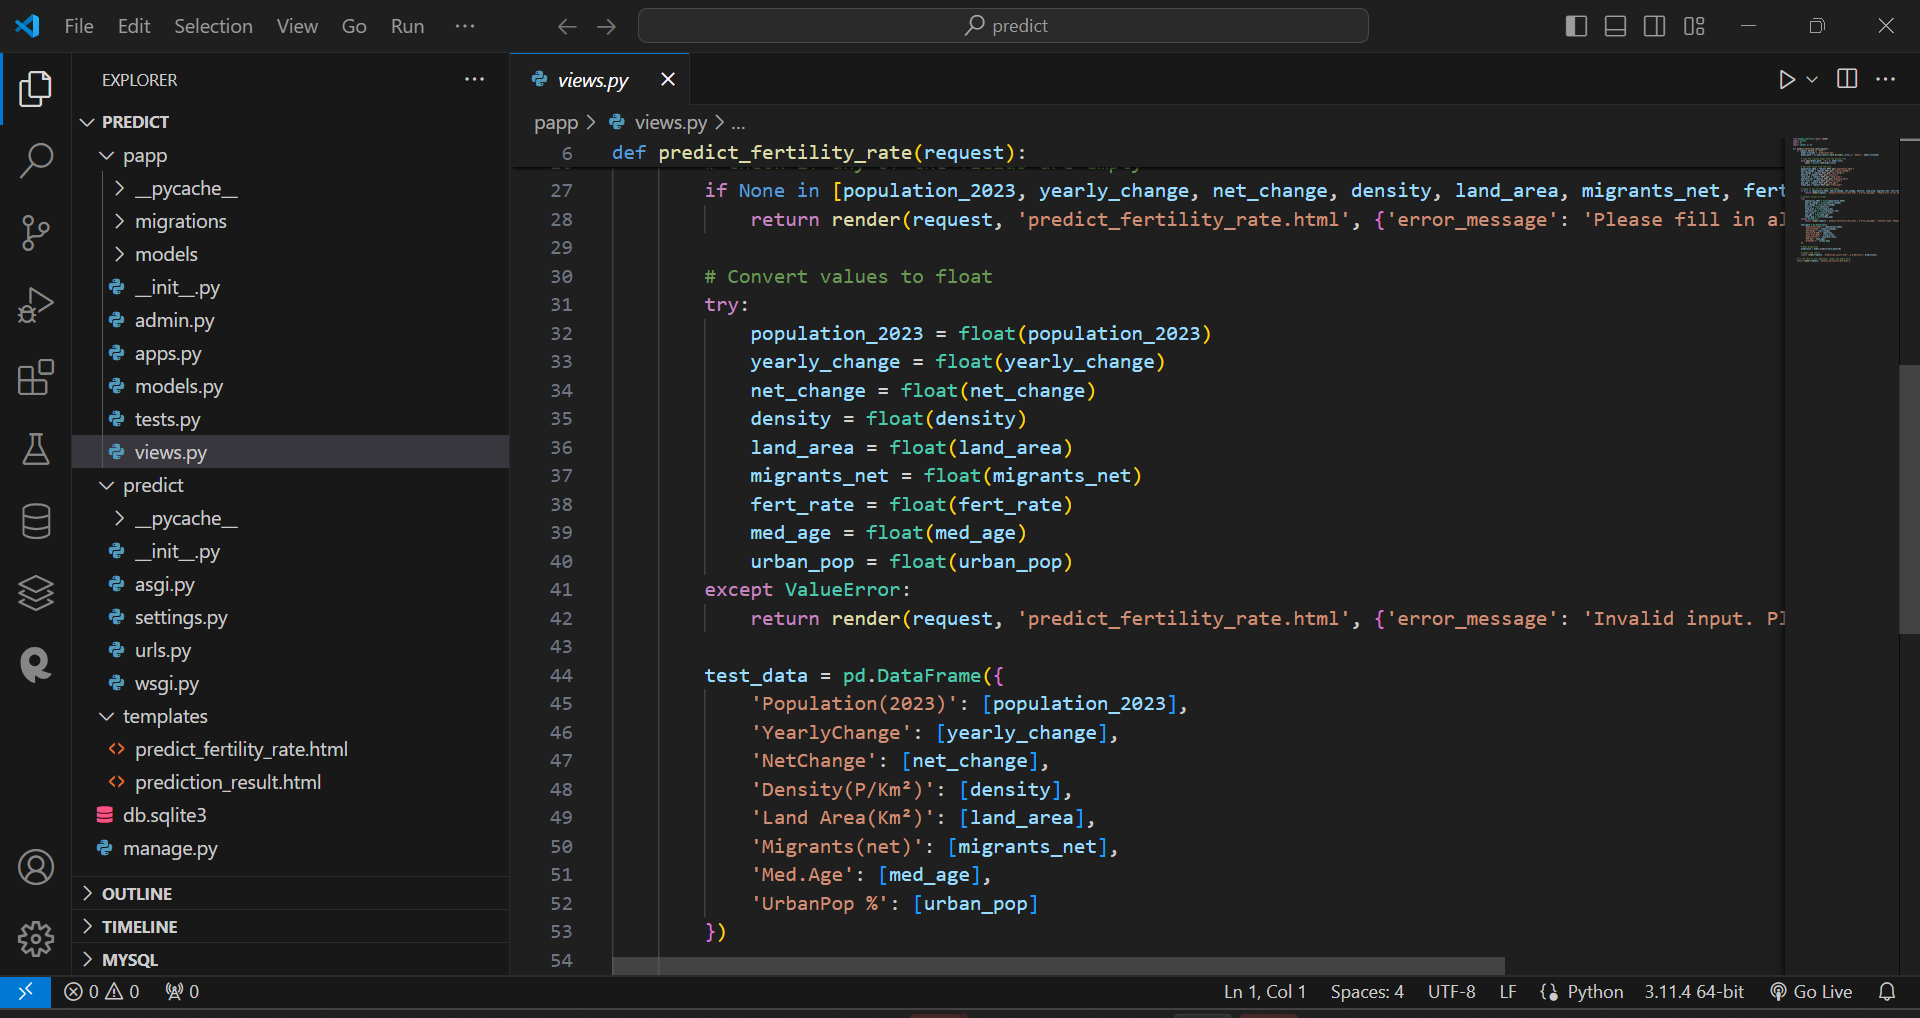 File Edit Selection View Go Run ··· predict
EXPLORER ···
PREDICT
papp
__pycache__
migrations
models
__init__.py
admin.py
apps.py
models.py
tests.py
views.py
predict
__pycache__
__init__.py
asgi.py
settings.py
urls.py
wsgi.py
templates
<> predict_fertility_rate.html
<> prediction_result.html
db.sqlite3
manage.py
OUTLINE
TIMELINE
MYSQL
views.py
papp > views.py > ...
6 def predict_fertility_rate(request):
27 if None in [population_2023, yearly_change, net_change, density, land_area, migrants_net, fert
28 return render(request, 'predict_fertility_rate.html', {'error_message': 'Please fill in al
29
30 # Convert values to float
31 try:
32 population_2023 = float(population_2023)
33 yearly_change = float(yearly_change)
34 net_change = float(net_change)
35 density = float(density)
36 land_area = float(land_area)
37 migrants_net = float(migrants_net)
38 fert_rate = float(fert_rate)
39 med_age = float(med_age)
40 urban_pop = float(urban_pop)
41 except ValueError:
42 return render(request, 'predict_fertility_rate.html', {'error_message': 'Invalid input. Pl
43
44 test_data = pd.DataFrame({
45 'Population(2023)': [population_2023],
46 'YearlyChange': [yearly_change],
47 'NetChange': [net_change],
48 'Density(P/Km²)': [density],
49 'Land Area(Km²)': [land_area],
50 'Migrants(net)': [migrants_net],
51 'Med.Age': [med_age],
52 'UrbanPop %': [urban_pop]
53 })
54
0 0 0 Ln 1, Col 1 Spaces: 4 UTF-8 LF Python 3.11.4 64-bit Go Live